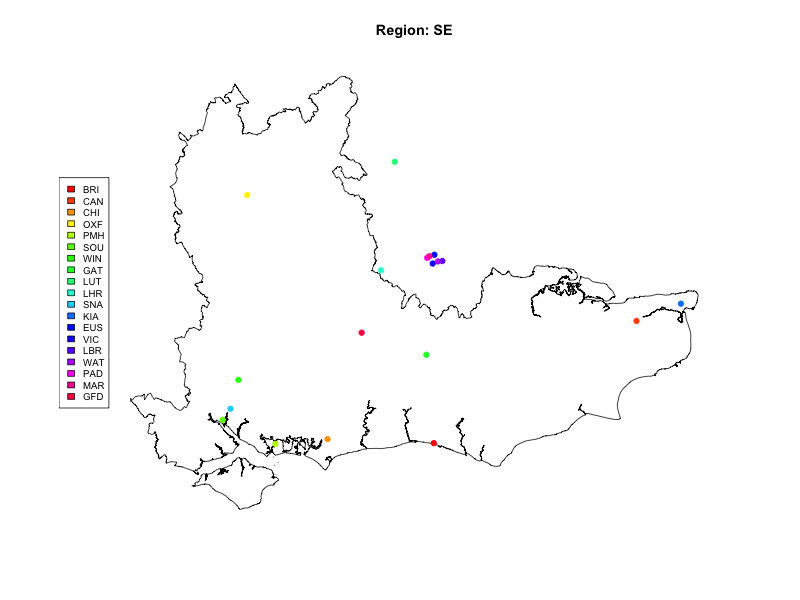 Region: SE
BRI
CAN
CHI
OXF
PMH
SOU
WIN
GAT
LUT
LHR
SNA
KIA
EUS
VIC
LBR
WAT
PAD
MAR
GFD